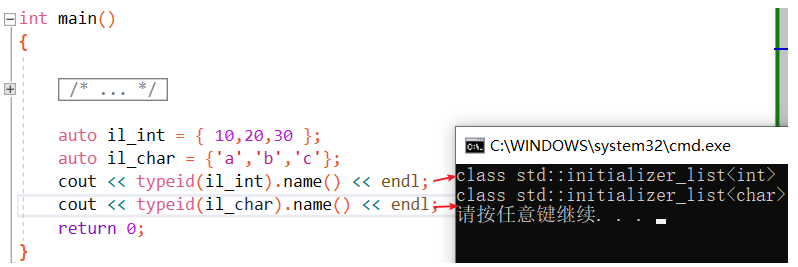 int main()
{
/* ... */
auto il_int = { 10,20,30 };
auto il_char = {'a','b','c'};
cout << typeid(il_int).name() << endl;
cout << typeid(il_char).name() << endl;
return 0;
}
C:\WINDOWS\system32\cmd.exe
class std::initializer_list<int>
class std::initializer_list<char>
请按任意键继续. . .